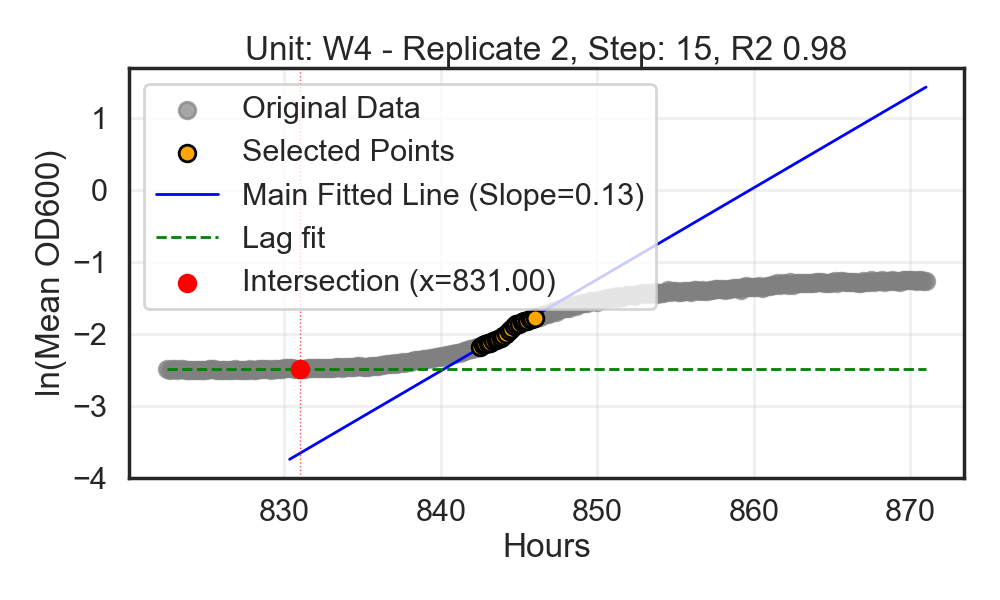 Unit: W4 - Replicate 2, Step: 15, R2 0.98
Original Data
Selected Points
Main Fitted Line (Slope=0.13)
Lag fit
Intersection (x=831.00)
ln(Mean OD600)
1
0
−1
−2
−3
−4
830 840 850 860 870
Hours